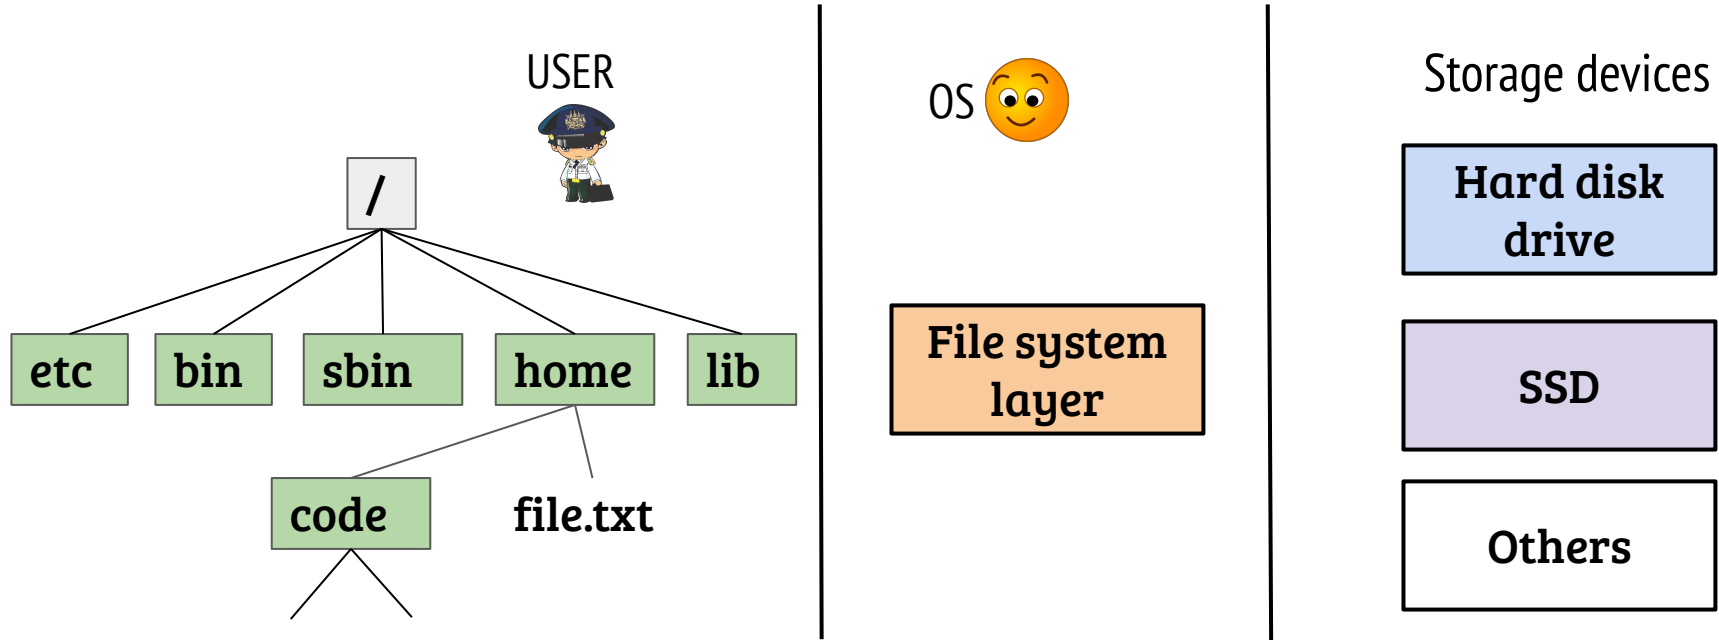 USER
/
etc
bin
sbin
home
lib
code
file.txt
OS
File system
layer
Storage devices
Hard disk
drive
SSD
Others